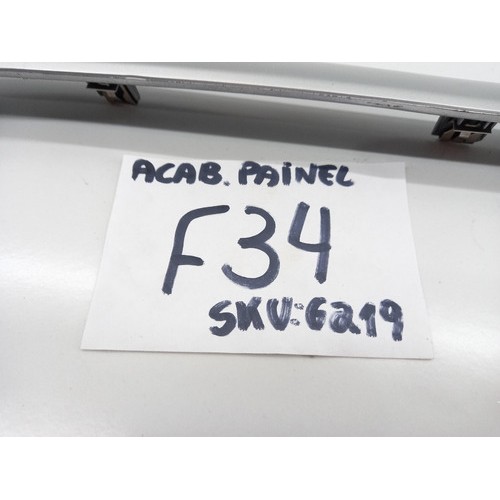 ACAB. PAINEL
F34
SKU:6219